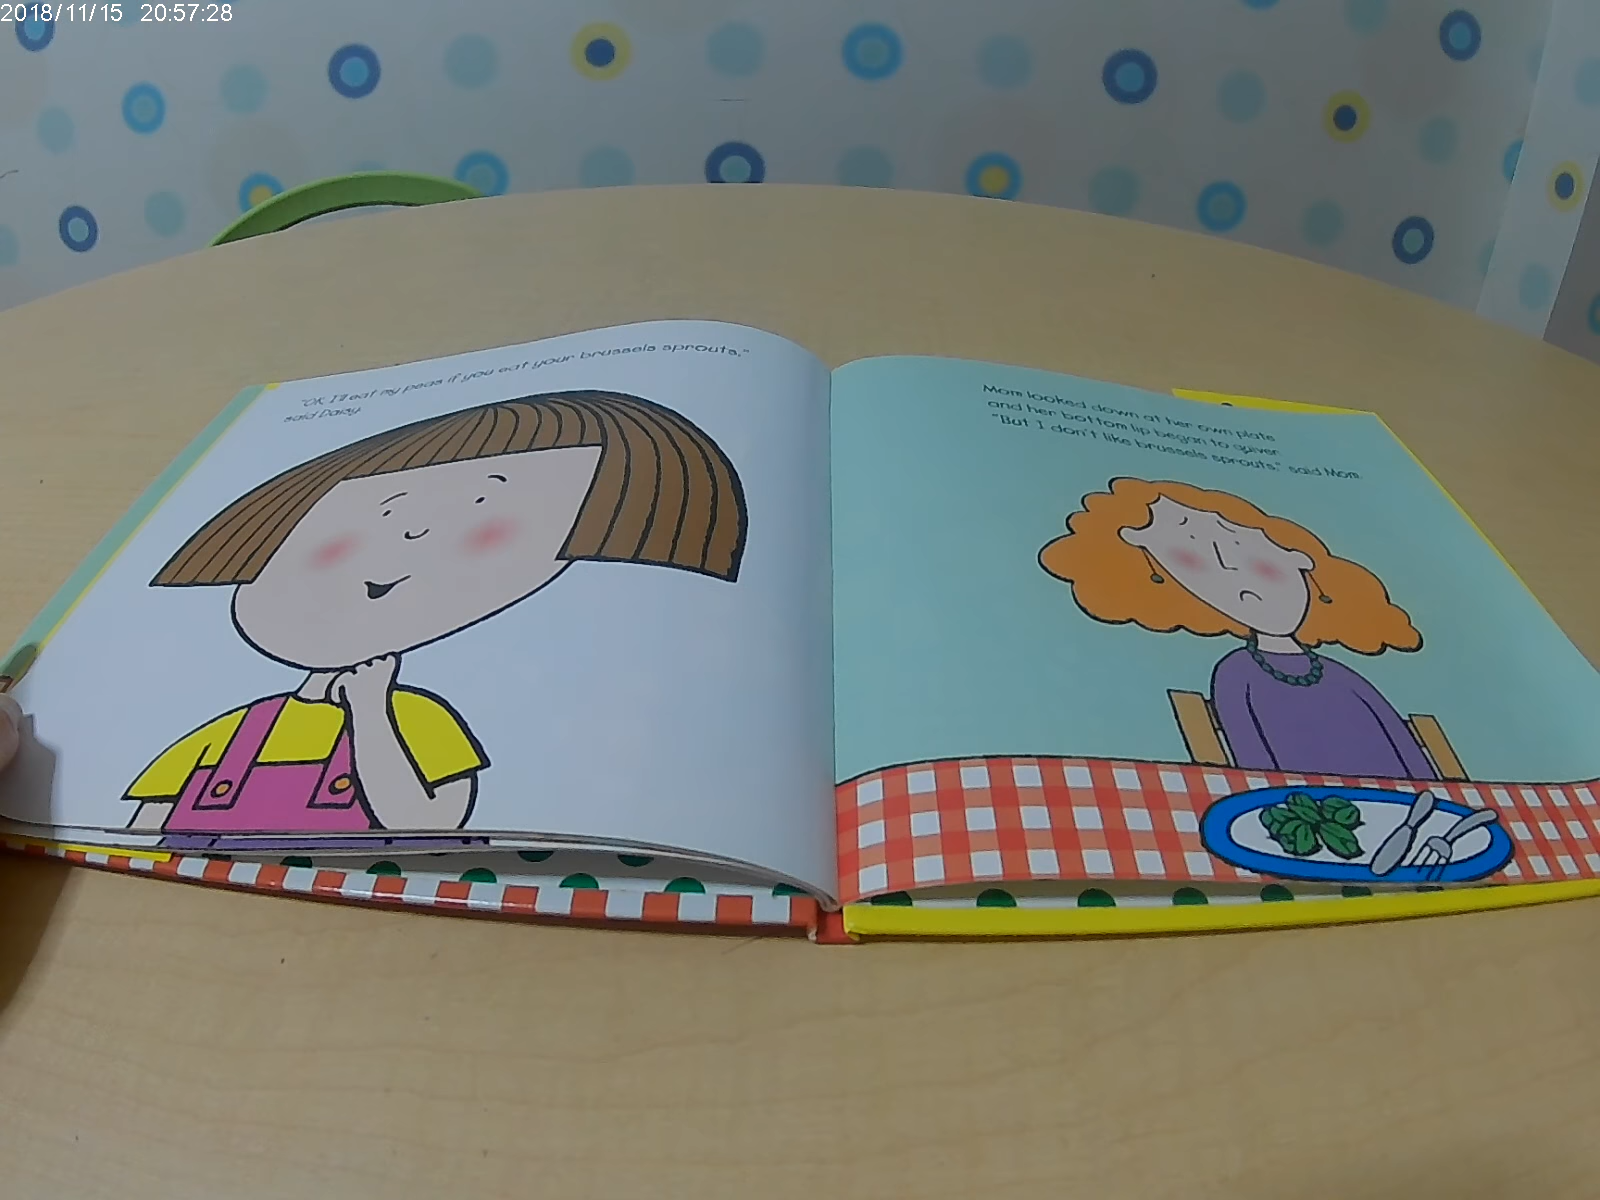 2018/11/15 20:57:28
"OK, I'll eat my peas if you eat your brussels sprouts,"
said Daisy.
Mom looked down at her own plate
and her bottom lip began to quiver.
"But I don't like brussels sprouts," said Mom.